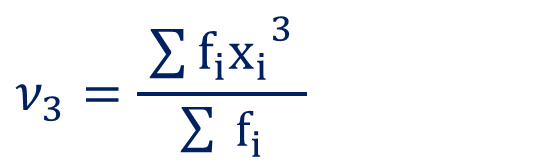 ν₃ = ∑ fᵢxᵢ³ / ∑ fᵢ